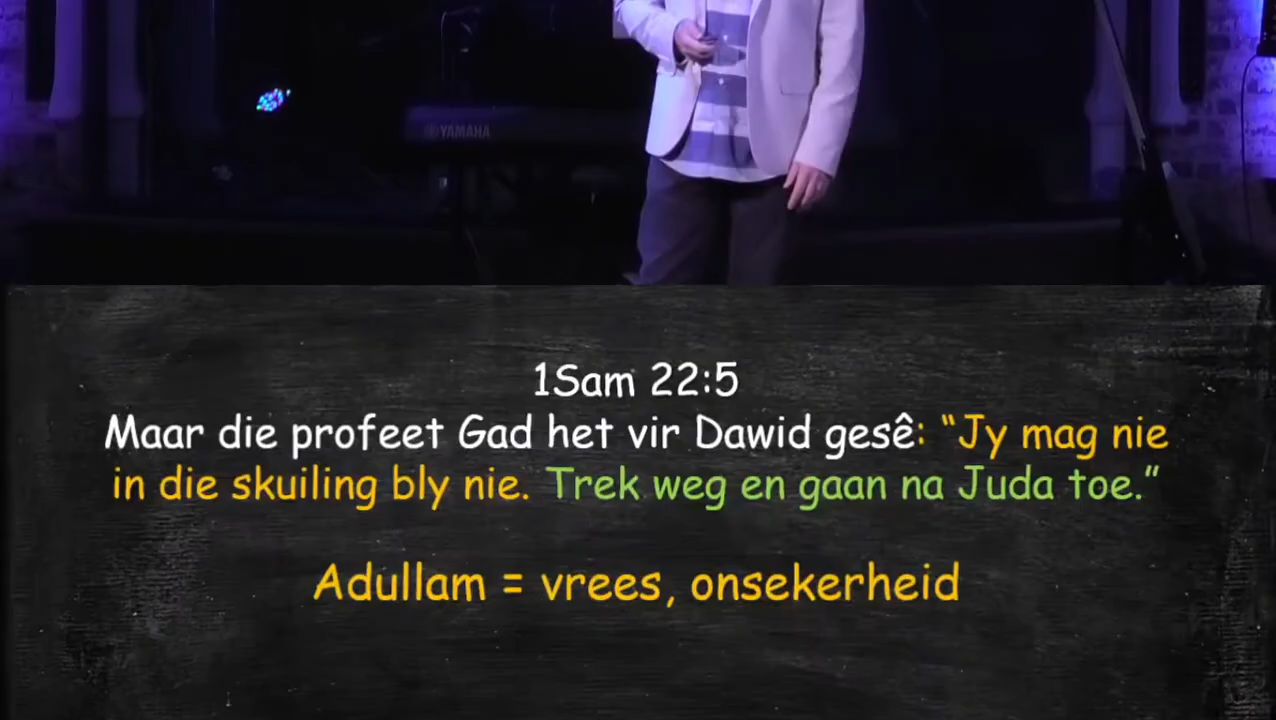 YAMAHA
1Sam 22:5
Maar die profeet Gad het vir Dawid gesê: “Jy mag nie
in die skuiling bly nie. Trek weg en gaan na Juda toe.”
Adullam = vrees, onsekerheid